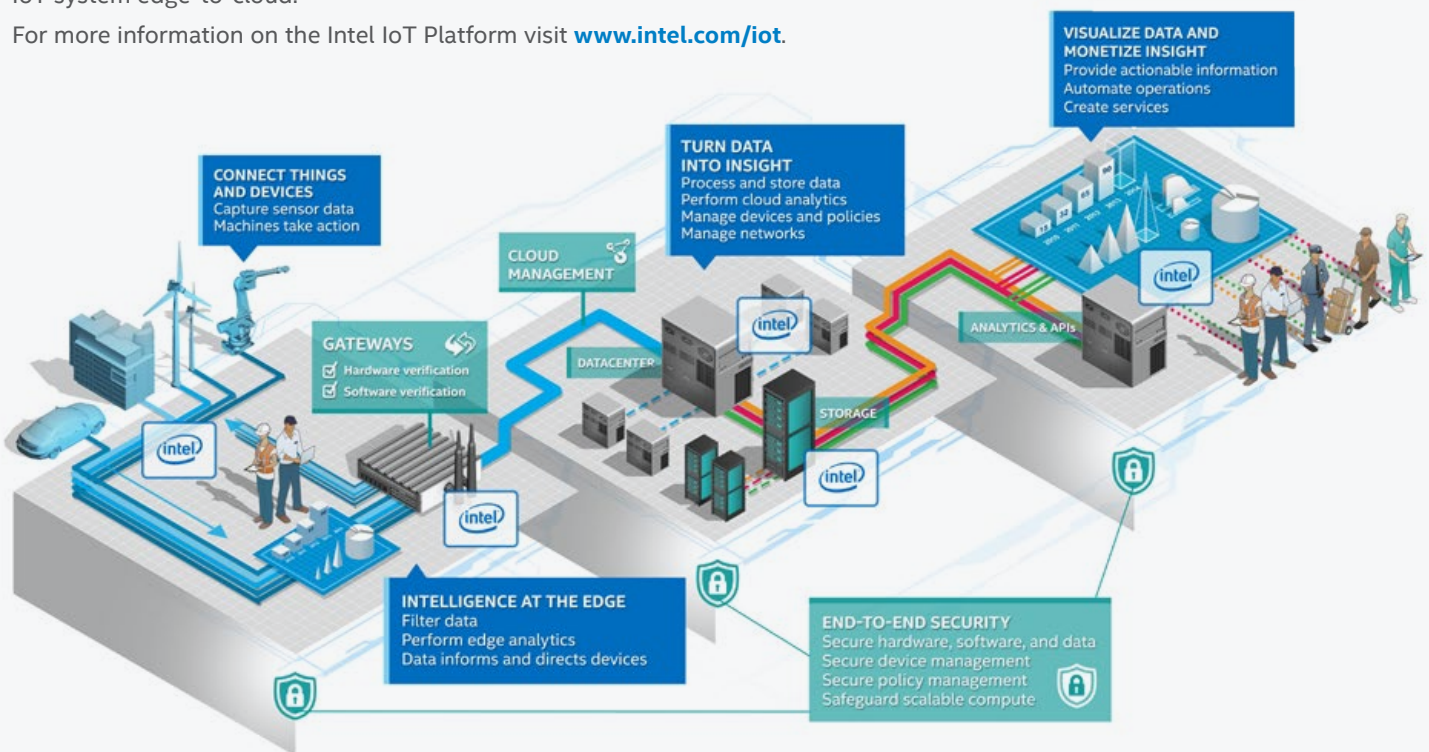 IoT system edge-to-cloud.
For more information on the Intel IoT Platform visit www.intel.com/iot.
VISUALIZE DATA AND
MONETIZE INSIGHT
Provide actionable information
Automate operations
Create services
TURN DATA
INTO INSIGHT
Process and store data
Perform cloud analytics
Manage devices and policies
Manage networks
CONNECT THINGS
AND DEVICES
Capture sensor data
Machines take action
CLOUD
MANAGEMENT
GATEWAYS
Hardware verification
Software verification
DATACENTER
STORAGE
ANALYTICS & APIs
2010
2011
2012
2013
2014
intel
intel
intel
intel
intel
INTELLIGENCE AT THE EDGE
Filter data
Perform edge analytics
Data informs and directs devices
END-TO-END SECURITY
Secure hardware, software, and data
Secure device management
Secure policy management
Safeguard scalable compute